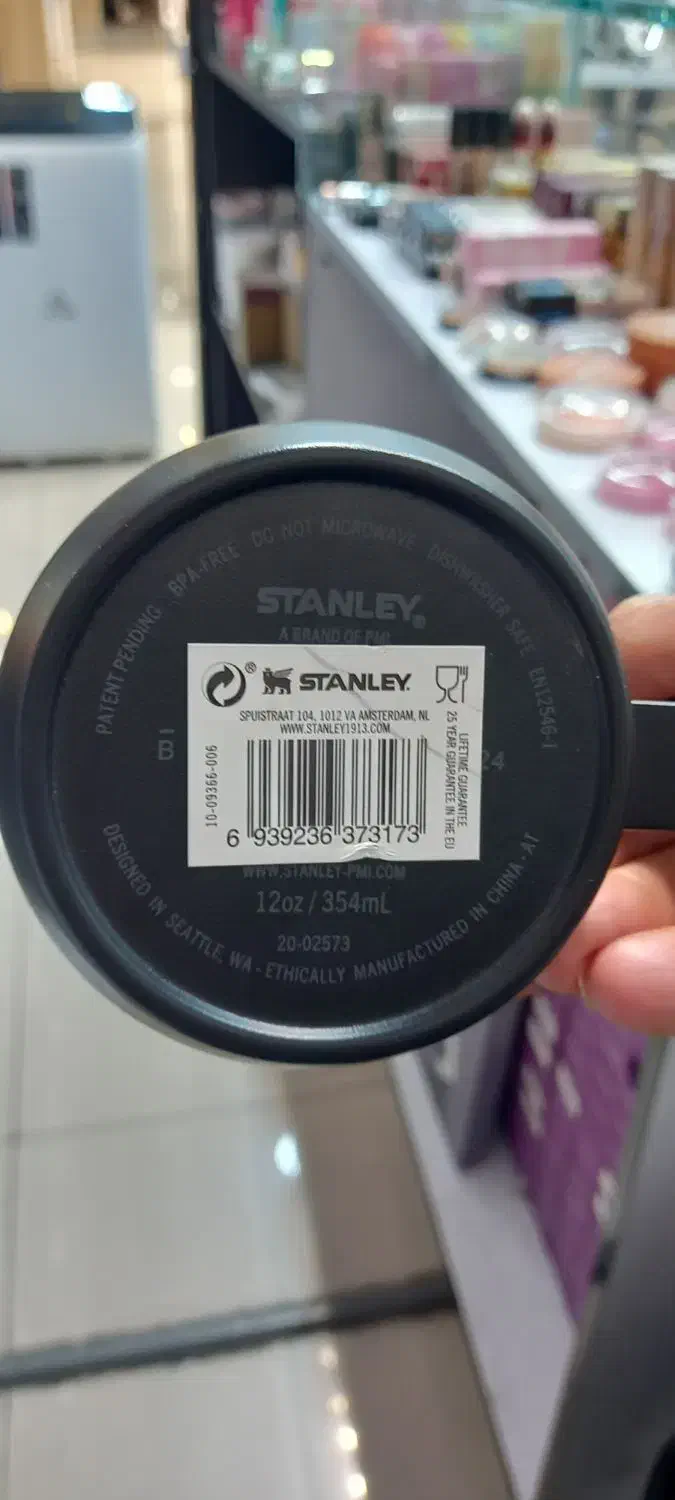 PATENT PENDING BPA-FREE DO NOT MICROWAVE DISHWASHER SAFE EN12546-1
STANLEY®
A BRAND OF PMI
® STANLEY.
SPUISTRAAT 104, 1012 VA AMSTERDAM, NL
WWW.STANLEY1913.COM
LIFETIME GUARANTEE
25 YEAR GUARANTEE IN THE EU
10-09366-006
6 939236 373173
B
24
WWW.STANLEY-PMI.COM
12oz / 354mL
20-02573
DESIGNED IN SEATTLE, WA - ETHICALLY MANUFACTURED IN CHINA - AT